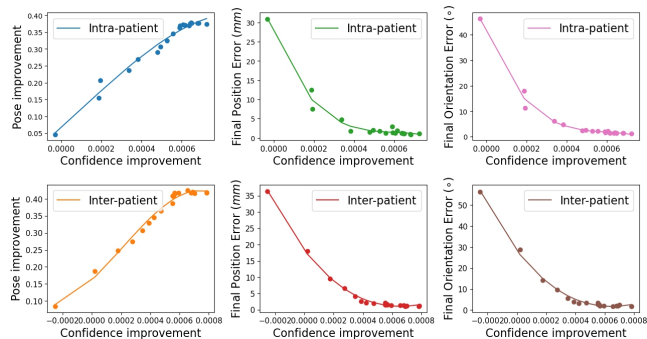 Pose improvement
0.40
0.35
0.30
0.25
0.20
0.15
0.10
0.05
Intra-patient
0.0000 0.0002 0.0004 0.0006
Confidence improvement
Final Position Error (mm)
30
25
20
15
10
5
0
Intra-patient
0.0000 0.0002 0.0004 0.0006
Confidence improvement
Final Orientation Error (∘)
40
30
20
10
0
Intra-patient
0.0000 0.0002 0.0004 0.0006
Confidence improvement
Pose improvement
0.40
0.35
0.30
0.25
0.20
0.15
0.10
Inter-patient
−0.0002 0.0000 0.0002 0.0004 0.0006 0.0008
Confidence improvement
Final Position Error (mm)
35
30
25
20
15
10
5
0
Inter-patient
−0.0002 0.0000 0.0002 0.0004 0.0006 0.0008
Confidence improvement
Final Orientation Error (∘)
50
40
30
20
10
0
Inter-patient
−0.0002 0.0000 0.0002 0.0004 0.0006 0.0008
Confidence improvement